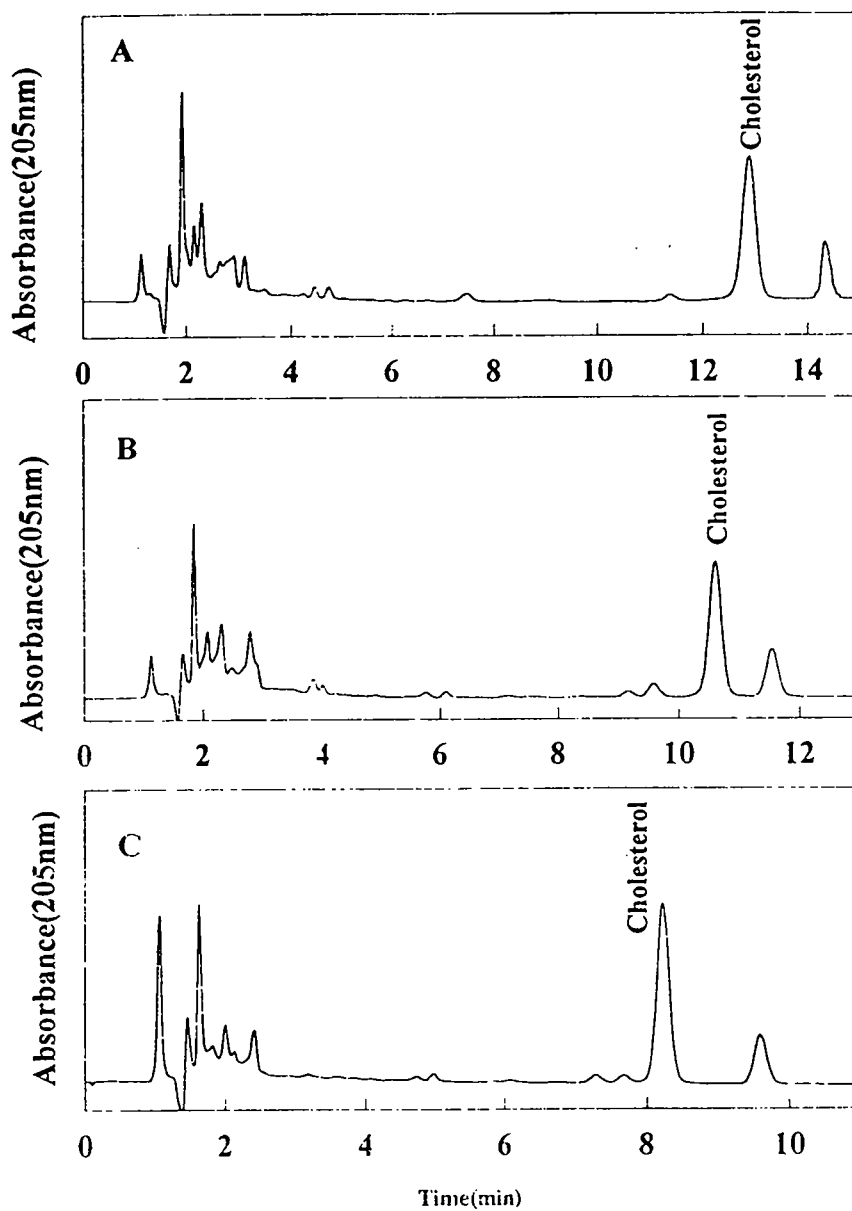 A
Absorbance(205nm)
Cholesterol
0 2 4 6 8 10 12 14
B
Absorbance(205nm)
Cholesterol
0 2 4 6 8 10 12
C
Absorbance(205nm)
Cholesterol
0 2 4 6 8 10
Time(min)